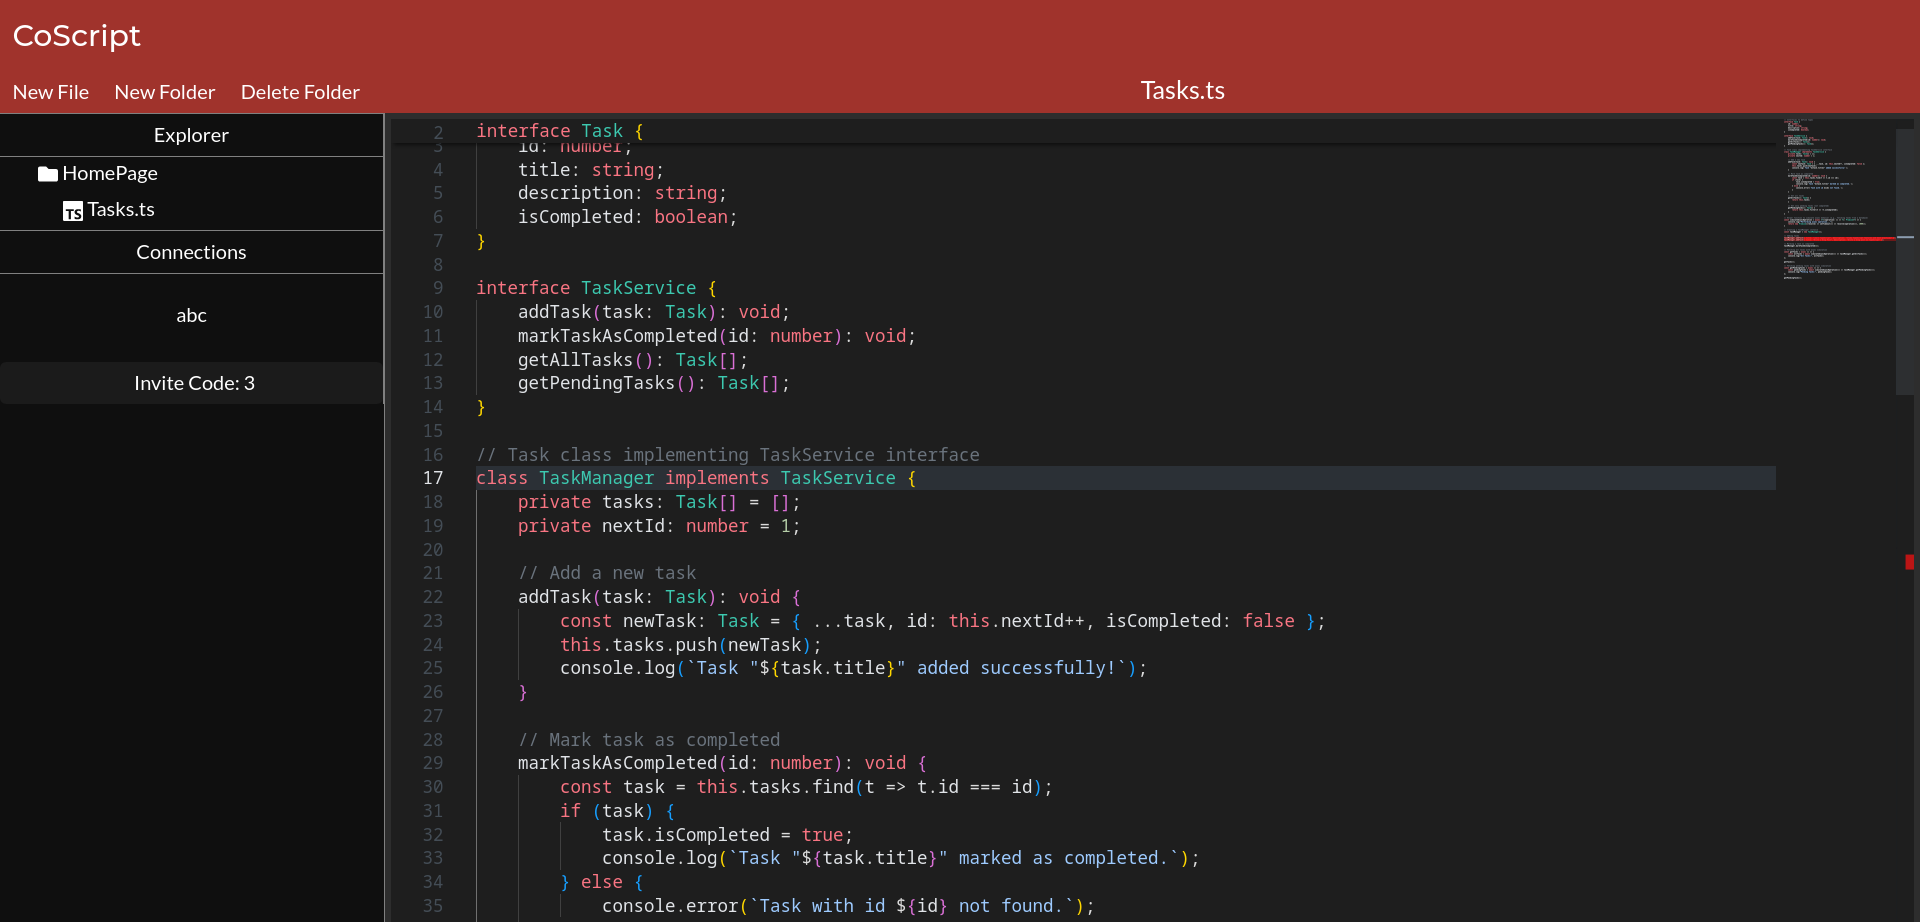 CoScript
New File New Folder Delete Folder
Tasks.ts
Explorer
HomePage
TS Tasks.ts
Connections
abc
Invite Code: 3
2 interface Task {
3 id: number;
4 title: string;
5 description: string;
6 isCompleted: boolean;
7 }
8
9 interface TaskService {
10 addTask(task: Task): void;
11 markTaskAsCompleted(id: number): void;
12 getAllTasks(): Task[];
13 getPendingTasks(): Task[];
14 }
15
16 // Task class implementing TaskService interface
17 class TaskManager implements TaskService {
18 private tasks: Task[] = [];
19 private nextId: number = 1;
20
21 // Add a new task
22 addTask(task: Task): void {
23 const newTask: Task = { ...task, id: this.nextId++, isCompleted: false };
24 this.tasks.push(newTask);
25 console.log(`Task "${task.title}" added successfully!`);
26 }
27
28 // Mark task as completed
29 markTaskAsCompleted(id: number): void {
30 const task = this.tasks.find(t => t.id === id);
31 if (task) {
32 task.isCompleted = true;
33 console.log(`Task "${task.title}" marked as completed.`);
34 } else {
35 console.error(`Task with id ${id} not found.`);